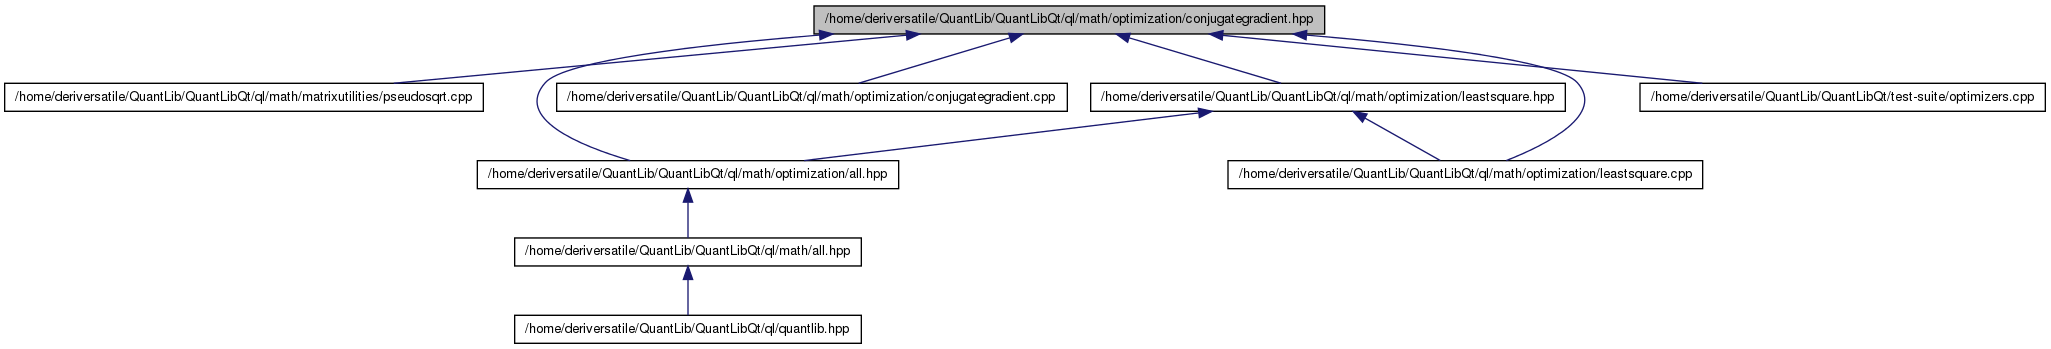 /home/deriversatile/QuantLib/QuantLibQt/ql/math/optimization/conjugategradient.hpp
/home/deriversatile/QuantLib/QuantLibQt/ql/math/matrixutilities/pseudosqrt.cpp
/home/deriversatile/QuantLib/QuantLibQt/ql/math/optimization/conjugategradient.cpp
/home/deriversatile/QuantLib/QuantLibQt/ql/math/optimization/leastsquare.hpp
/home/deriversatile/QuantLib/QuantLibQt/test-suite/optimizers.cpp
/home/deriversatile/QuantLib/QuantLibQt/ql/math/optimization/all.hpp
/home/deriversatile/QuantLib/QuantLibQt/ql/math/optimization/leastsquare.cpp
/home/deriversatile/QuantLib/QuantLibQt/ql/math/all.hpp
/home/deriversatile/QuantLib/QuantLibQt/ql/quantlib.hpp